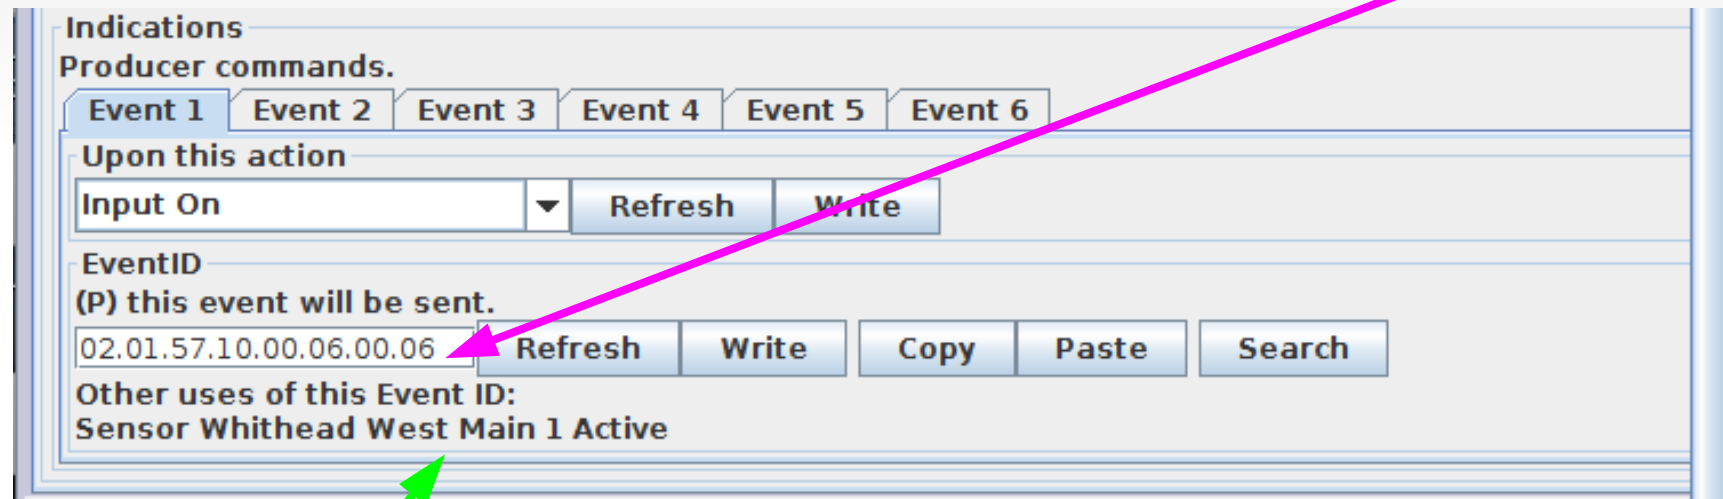 Indications
Producer commands.
Event 1 Event 2 Event 3 Event 4 Event 5 Event 6
Upon this action
Input On Refresh Write
EventID
(P) this event will be sent.
02.01.57.10.00.06.00.06 Refresh Write Copy Paste Search
Other uses of this Event ID:
Sensor Whithead West Main 1 Active